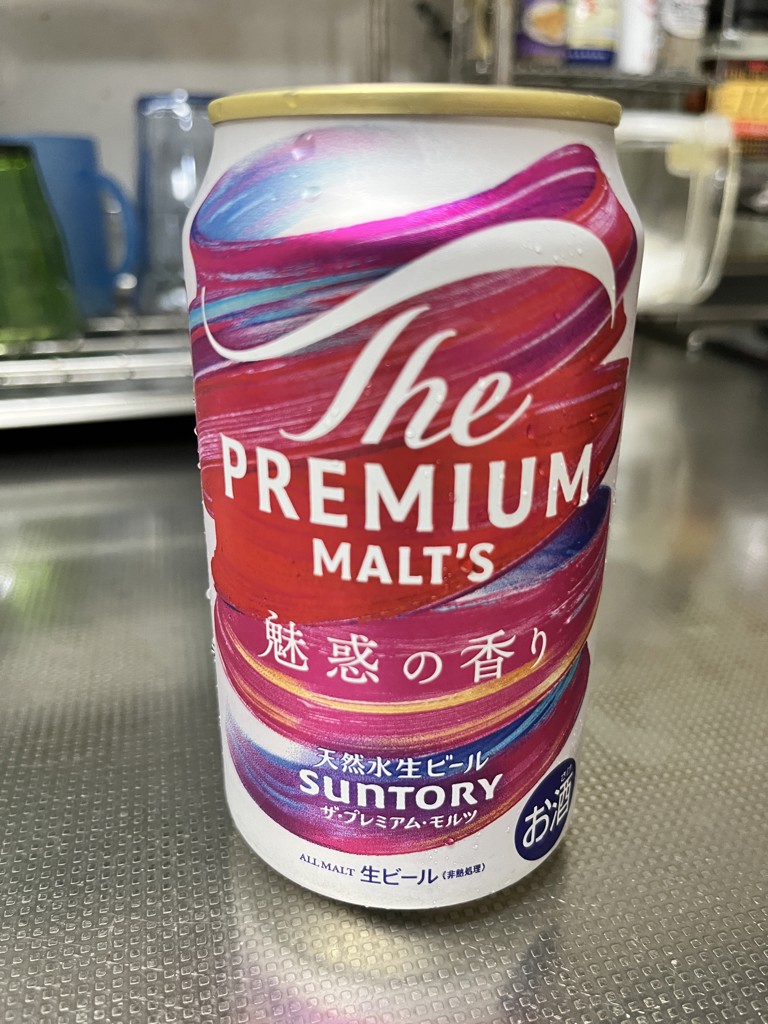 The
PREMIUM
MALT'S
魅惑の香り
天然水生ビール
SUNTORY
ザ・プレミアム・モルツ
お酒
ALL MALT 生ビール (非熱処理)